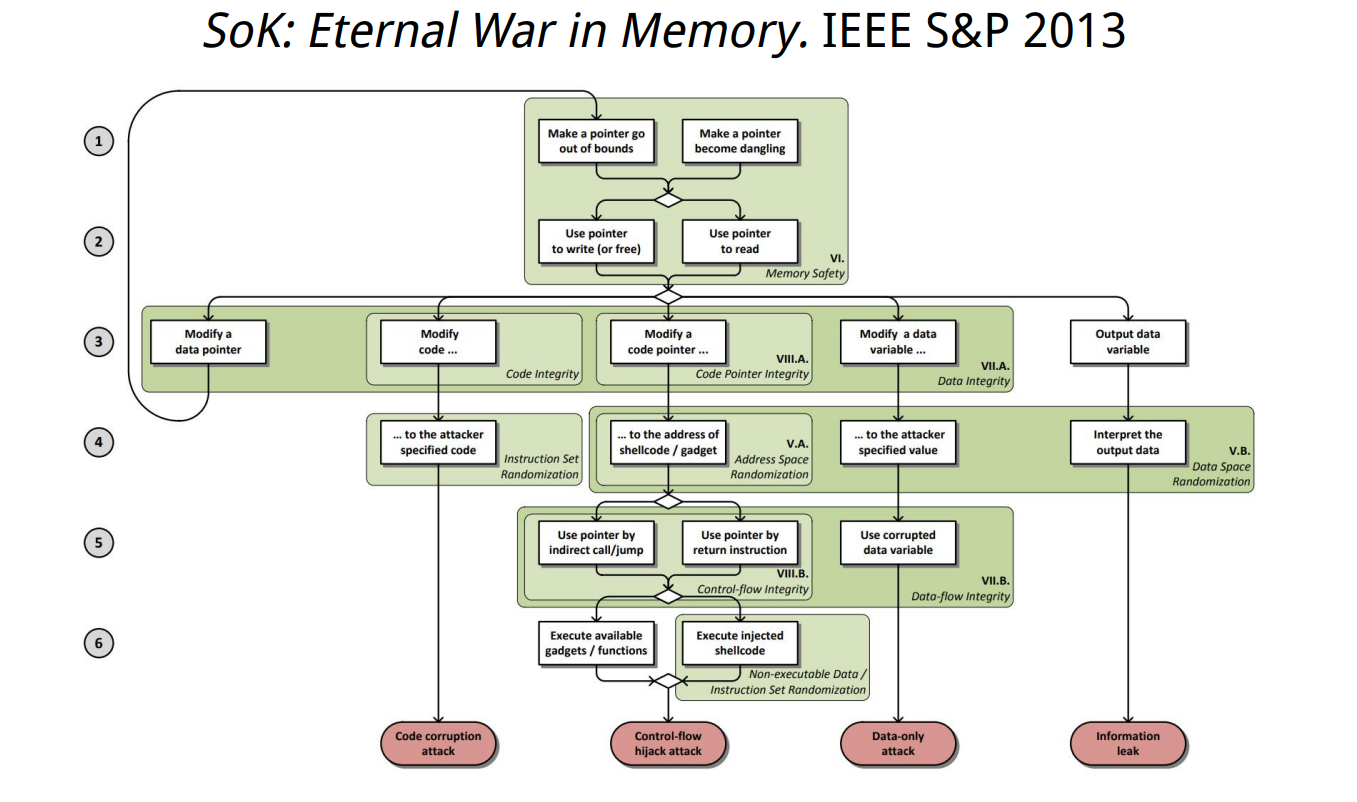 SoK: Eternal War in Memory. IEEE S&P 2013
1
Make a pointer go
out of bounds
Make a pointer
become dangling
2
Use pointer
to write (or free)
Use pointer
to read
VI.
Memory Safety
3
Modify a
data pointer
Modify
code ...
Code Integrity
Modify a
code pointer ...
VIII.A.
Code Pointer Integrity
Modify a data
variable ...
VII.A.
Data Integrity
Output data
variable
4
... to the attacker
specified code
Instruction Set
Randomization
... to the address of
shellcode / gadget
V.A.
Address Space
Randomization
... to the attacker
specified value
Interpret the
output data
V.B.
Data Space
Randomization
5
Use pointer by
indirect call/jump
Use pointer by
return instruction
VIII.B.
Control-flow Integrity
Use corrupted
data variable
VII.B.
Data-flow Integrity
6
Execute available
gadgets / functions
Execute injected
shellcode
Non-executable Data /
Instruction Set Randomization
Code corruption
attack
Control-flow
hijack attack
Data-only
attack
Information
leak